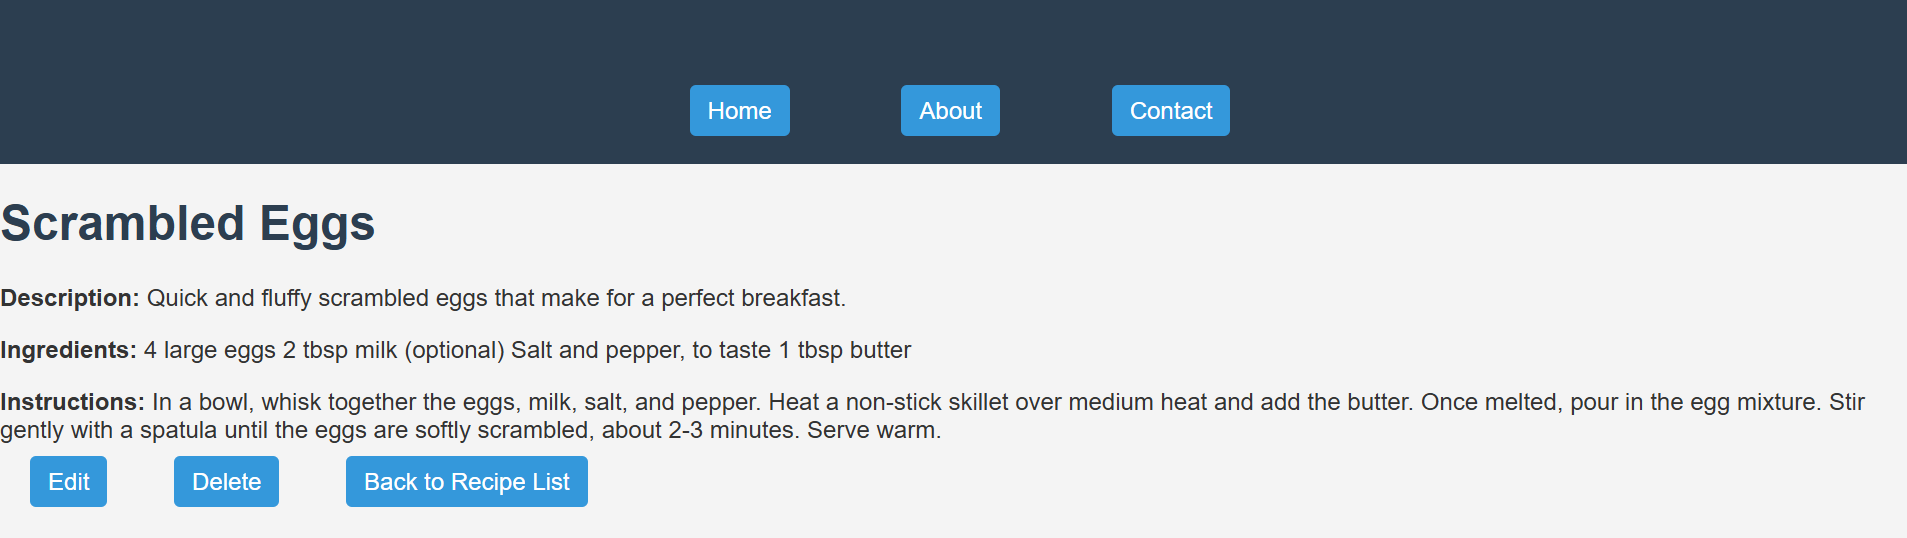 Home About Contact
Scrambled Eggs
Description: Quick and fluffy scrambled eggs that make for a perfect breakfast.
Ingredients: 4 large eggs 2 tbsp milk (optional) Salt and pepper, to taste 1 tbsp butter
Instructions: In a bowl, whisk together the eggs, milk, salt, and pepper. Heat a non-stick skillet over medium heat and add the butter. Once melted, pour in the egg mixture. Stir
gently with a spatula until the eggs are softly scrambled, about 2-3 minutes. Serve warm.
Edit Delete Back to Recipe List